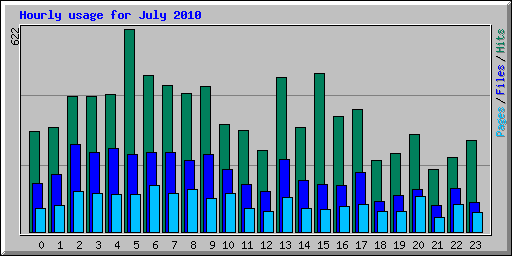 Hourly usage for July 2010
622
Pages / Files / Hits
0 1 2 3 4 5 6 7 8 9 10 11 12 13 14 15 16 17 18 19 20 21 22 23